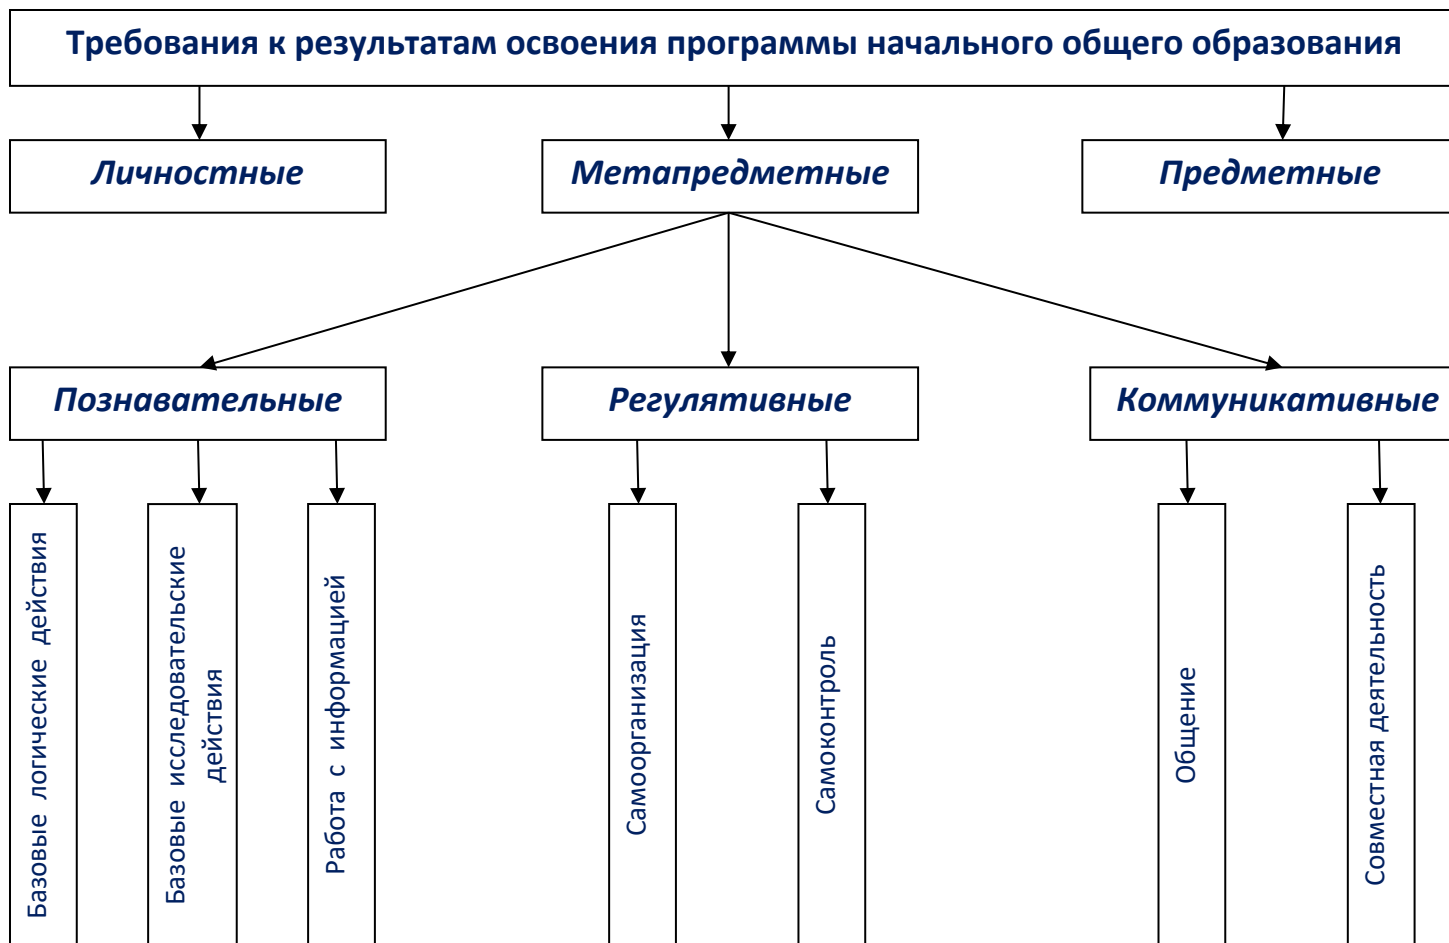 Требования к результатам освоения программы начального общего образования
Личностные
Метапредметные
Предметные
Познавательные
Регулятивные
Коммуникативные
Базовые логические действия
Базовые исследовательские
действия
Работа с информацией
Самоорганизация
Самоконтроль
Общение
Совместная деятельность